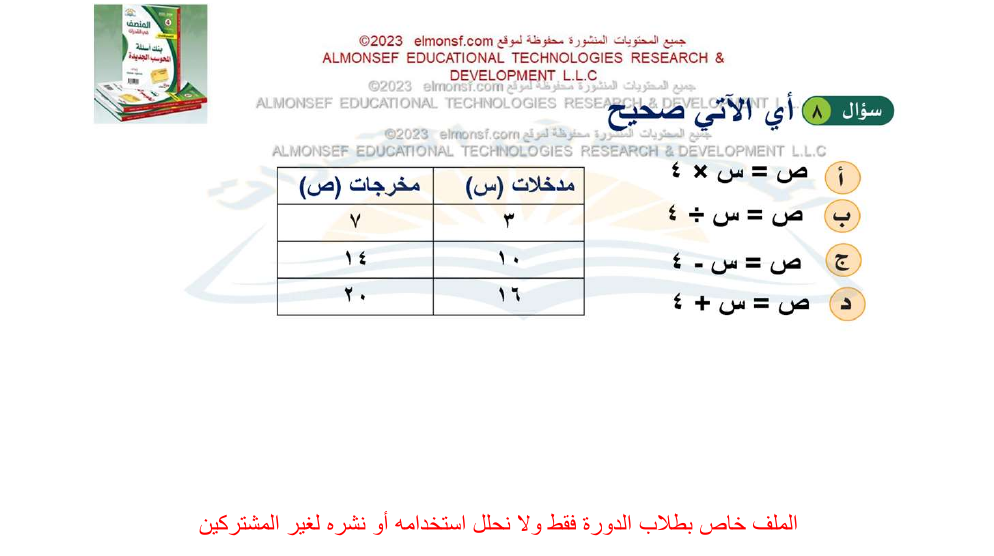 المنصف
في القدرات
بنك أسئلة
المحوسب الجديدة
جميع المحتويات المنشورة محفوظة لموقع elmonsf.com ©2023
ALMONSEF EDUCATIONAL TECHNOLOGIES RESEARCH &
DEVELOPMENT L.L.C
جميع المحتويات المنشورة محفوظة لموقع elmonsf.com ©2023
ALMONSEF EDUCATIONAL TECHNOLOGIES RESEARCH & DEVELOPMENT L.L.C
سؤال ٨ أي الآتي صحيح
جميع المحتويات المنشورة محفوظة لموقع elmonsf.com ©2023
ALMONSEF EDUCATIONAL TECHNOLOGIES RESEARCH & DEVELOPMENT L.L.C
أ ص = س × ٤
ب ص = س ÷ ٤
ج ص = س - ٤
د ص = س + ٤
مدخلات (س) مخرجات (ص)
٣ ٧
١٠ ١٤
١٦ ٢٠
الملف خاص بطلاب الدورة فقط ولا نحلل استخدامه أو نشره لغير المشتركين